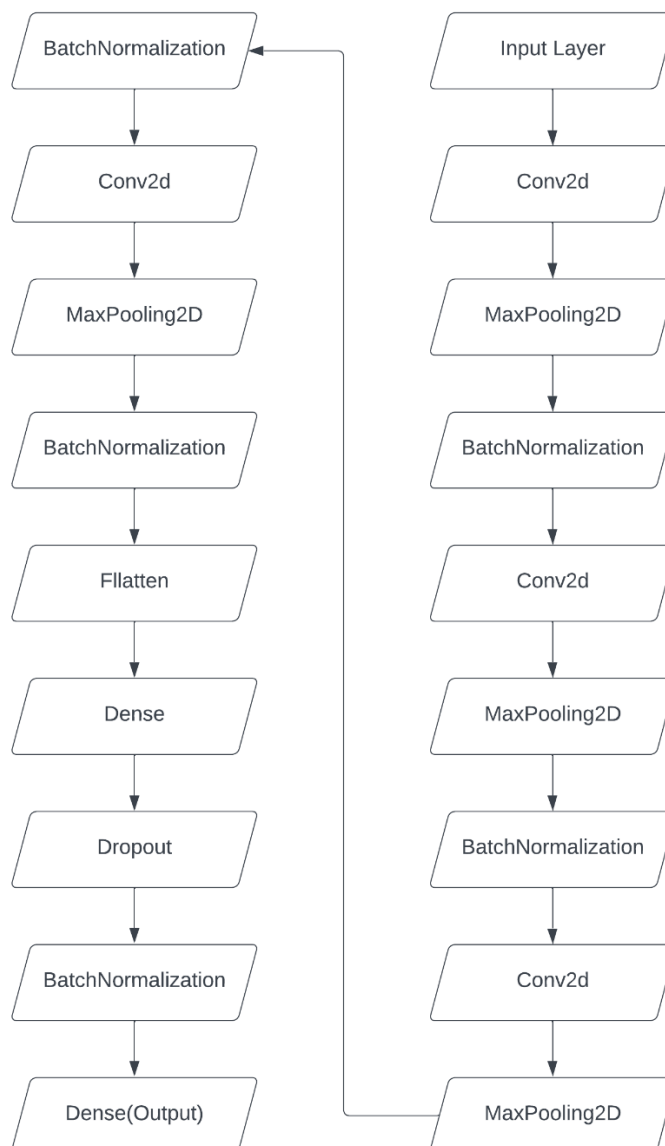 BatchNormalization
Input Layer
Conv2d
Conv2d
MaxPooling2D
MaxPooling2D
BatchNormalization
BatchNormalization
Fllatten
Conv2d
Dense
MaxPooling2D
Dropout
BatchNormalization
BatchNormalization
Conv2d
Dense(Output)
MaxPooling2D